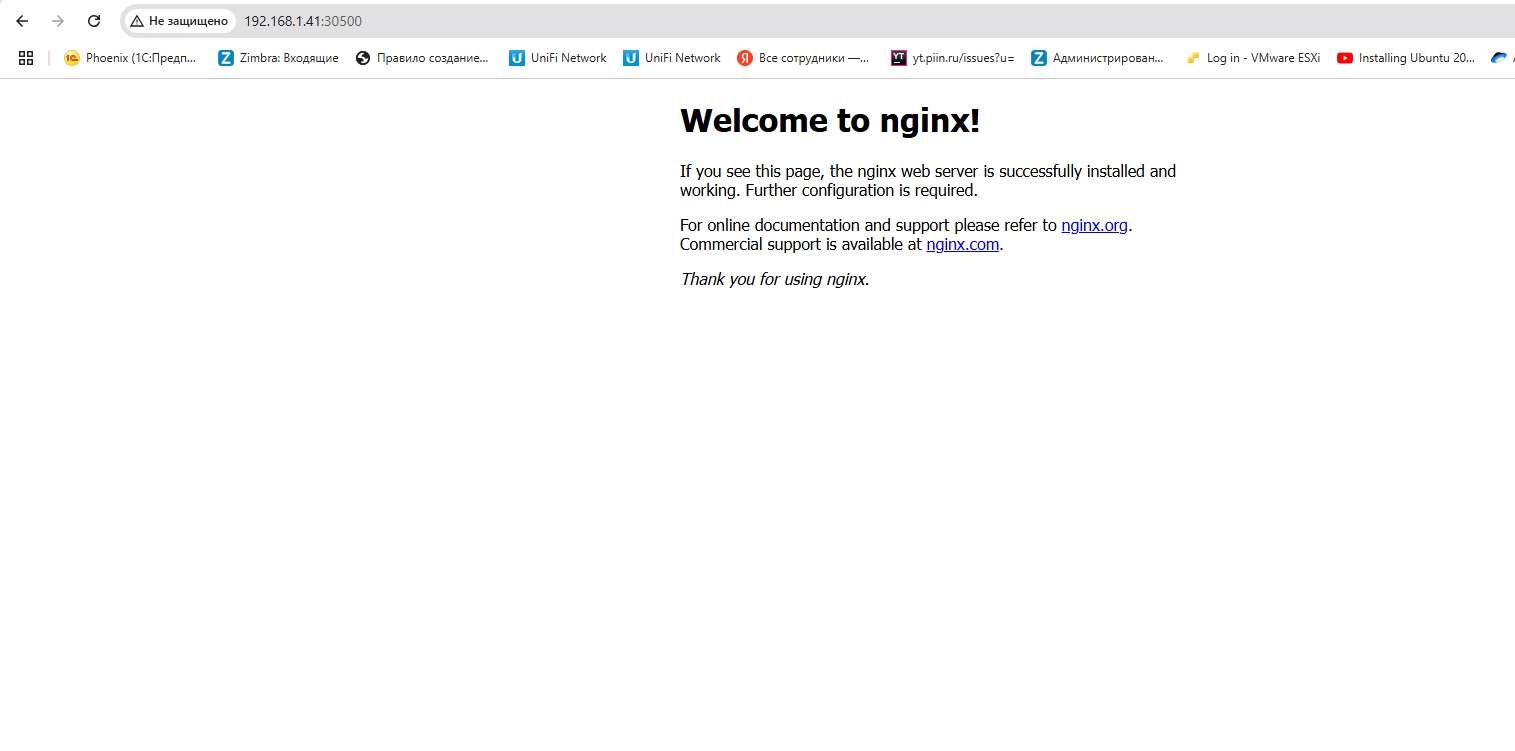 Не защищено 192.168.1.41:30500
Phoenix (1С:Предп... Zimbra: Входящие Правило создание... UniFi Network UniFi Network Все сотрудники —... yt.piin.ru/issues?u= Администрирован... Log in - VMware ESXi Installing Ubuntu 20...
Welcome to nginx!
If you see this page, the nginx web server is successfully installed and
working. Further configuration is required.
For online documentation and support please refer to nginx.org.
Commercial support is available at nginx.com.
Thank you for using nginx.